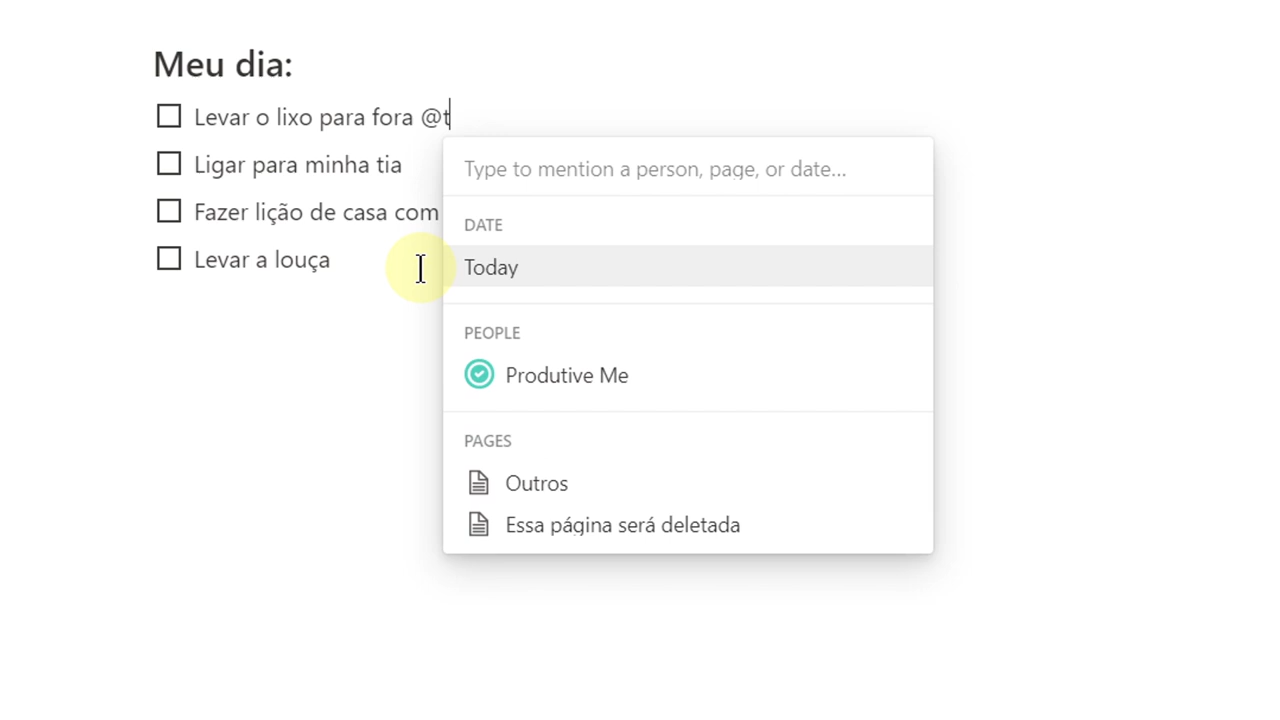 Meu dia:
Levar o lixo para fora @t
Ligar para minha tia
Fazer lição de casa com
Levar a louça
Type to mention a person, page, or date...
DATE
Today
PEOPLE
Produtive Me
PAGES
Outros
Essa página será deletada